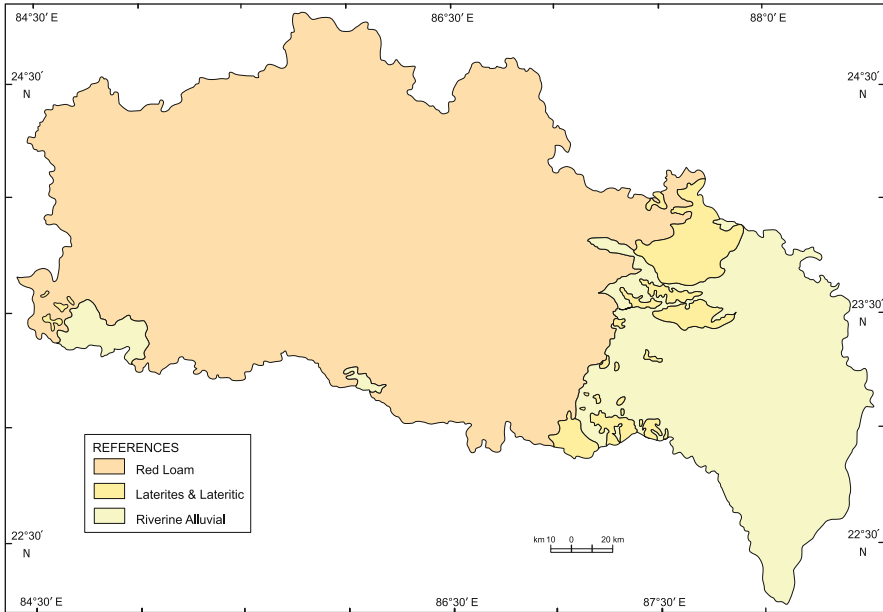 84°30′ E 86°30′ E 88°0′
24°30′ 24°30′
N N
23°30′
N
REFERENCES
Red Loam
Laterites & Lateritic
Riverine Alluvial
km 10 0 20 km
22°30′ 22°30′
N N
84°30′ E 86°30′ E 87°30′ E